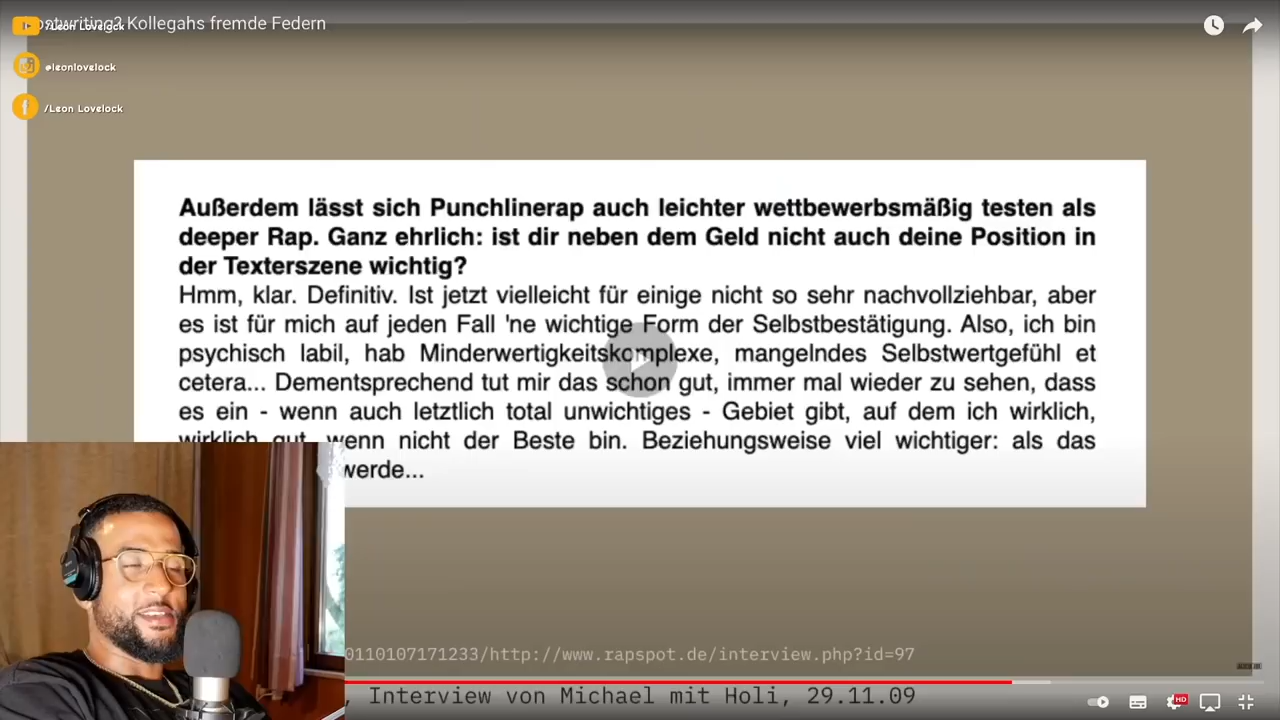 Kollegahs fremde Federn
/Leon Lovelock
@leonlovelock
/Leon Lovelock
Außerdem lässt sich Punchlinerap auch leichter wettbewerbsmäßig testen als
deeper Rap. Ganz ehrlich: ist dir neben dem Geld nicht auch deine Position in
der Texterszene wichtig?
Hmm, klar. Definitiv. Ist jetzt vielleicht für einige nicht so sehr nachvollziehbar, aber
es ist für mich auf jeden Fall 'ne wichtige Form der Selbstbestätigung. Also, ich bin
psychisch labil, hab Minderwertigkeitskomplexe, mangelndes Selbstwertgefühl et
cetera... Dementsprechend tut mir das schon gut, immer mal wieder zu sehen, dass
es ein - wenn auch letztlich total unwichtiges - Gebiet gibt, auf dem ich wirklich,
wirklich gut, wenn nicht der Beste bin. Beziehungsweise viel wichtiger: als das
werde...
0110107171233/http://www.rapspot.de/interview.php?id=97
, Interview von Michael mit Holi, 29.11.09
HD